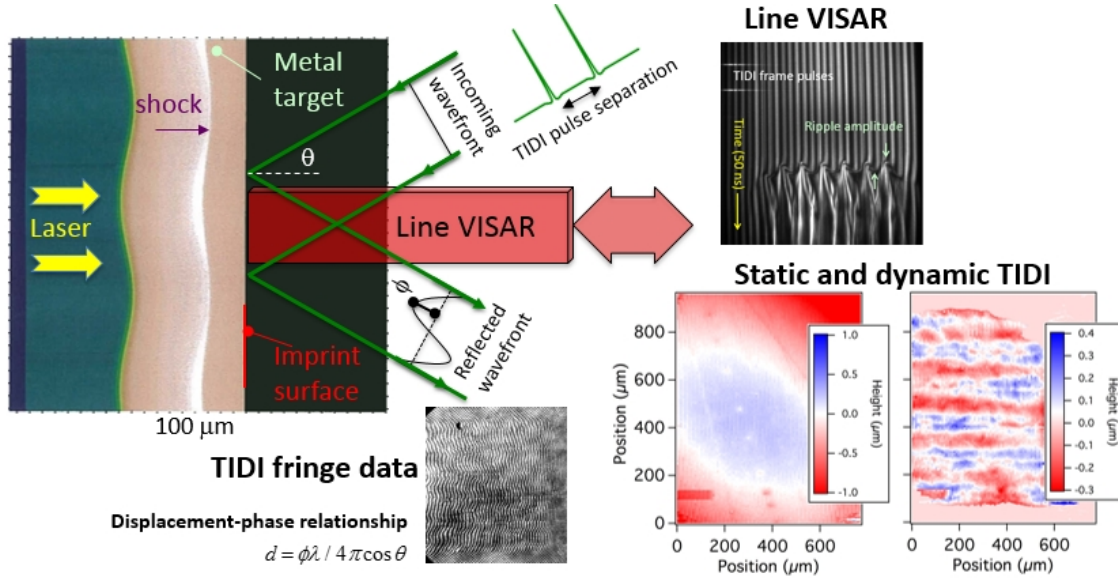 Line VISAR
Metal
target
shock
Incoming
wavefront
TIDI pulse separation
θ
Laser
Line VISAR
ϕ
Reflected
wavefront
Imprint
surface
100 µm
TIDI frame pulses
Ripple amplitude
Time (50 ns)
Static and dynamic TIDI
Position (µm)
800
600
400
200
0
0 200 400 600
Position (µm)
1.0
0.5
0.0
-0.5
-1.0
Height (µm)
0 200 400 600
Position (µm)
0.4
0.3
0.2
0.1
0.0
-0.1
-0.2
-0.3
Height (µm)
TIDI fringe data
Displacement-phase relationship
d = ϕλ / 4π cos θ